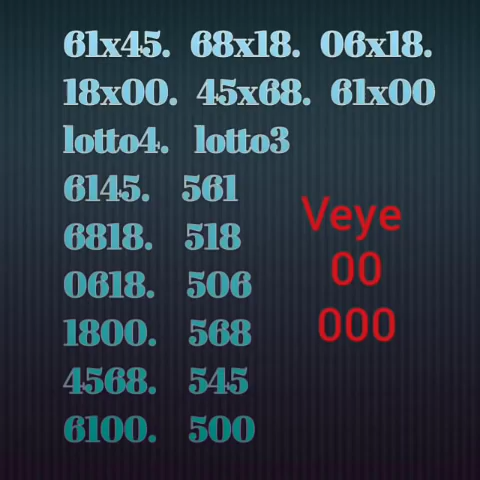 61x45. 68x18. 06x18.
18x00. 45x68. 61x00
lotto4. lotto3
6145. 561
6818. 518
0618. 506
1800. 568
4568. 545
6100. 500
Veye
00
000